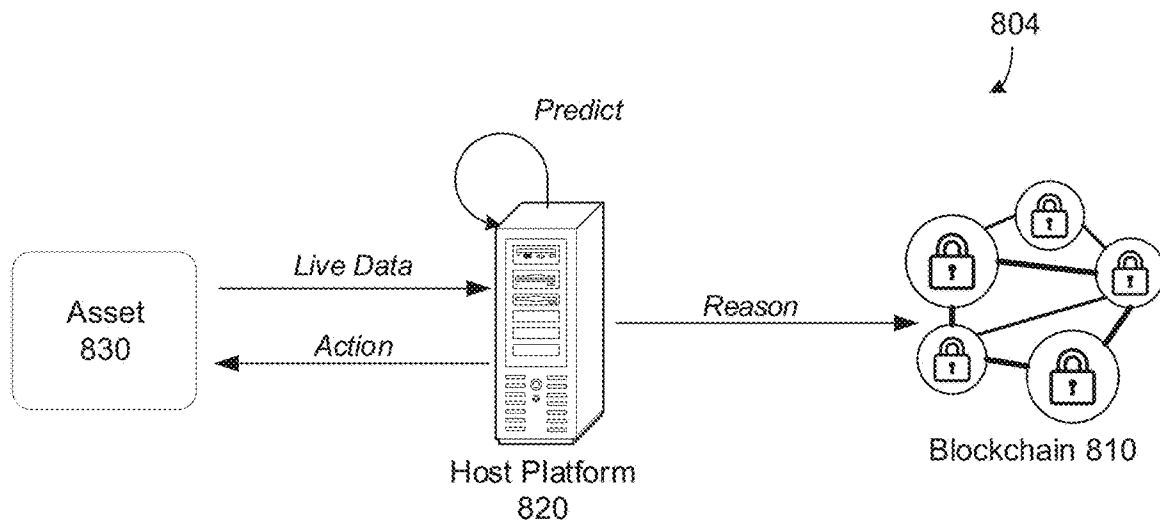 804
Predict
Live Data
Asset
830
Reason
Action
Blockchain 810
Host Platform
820